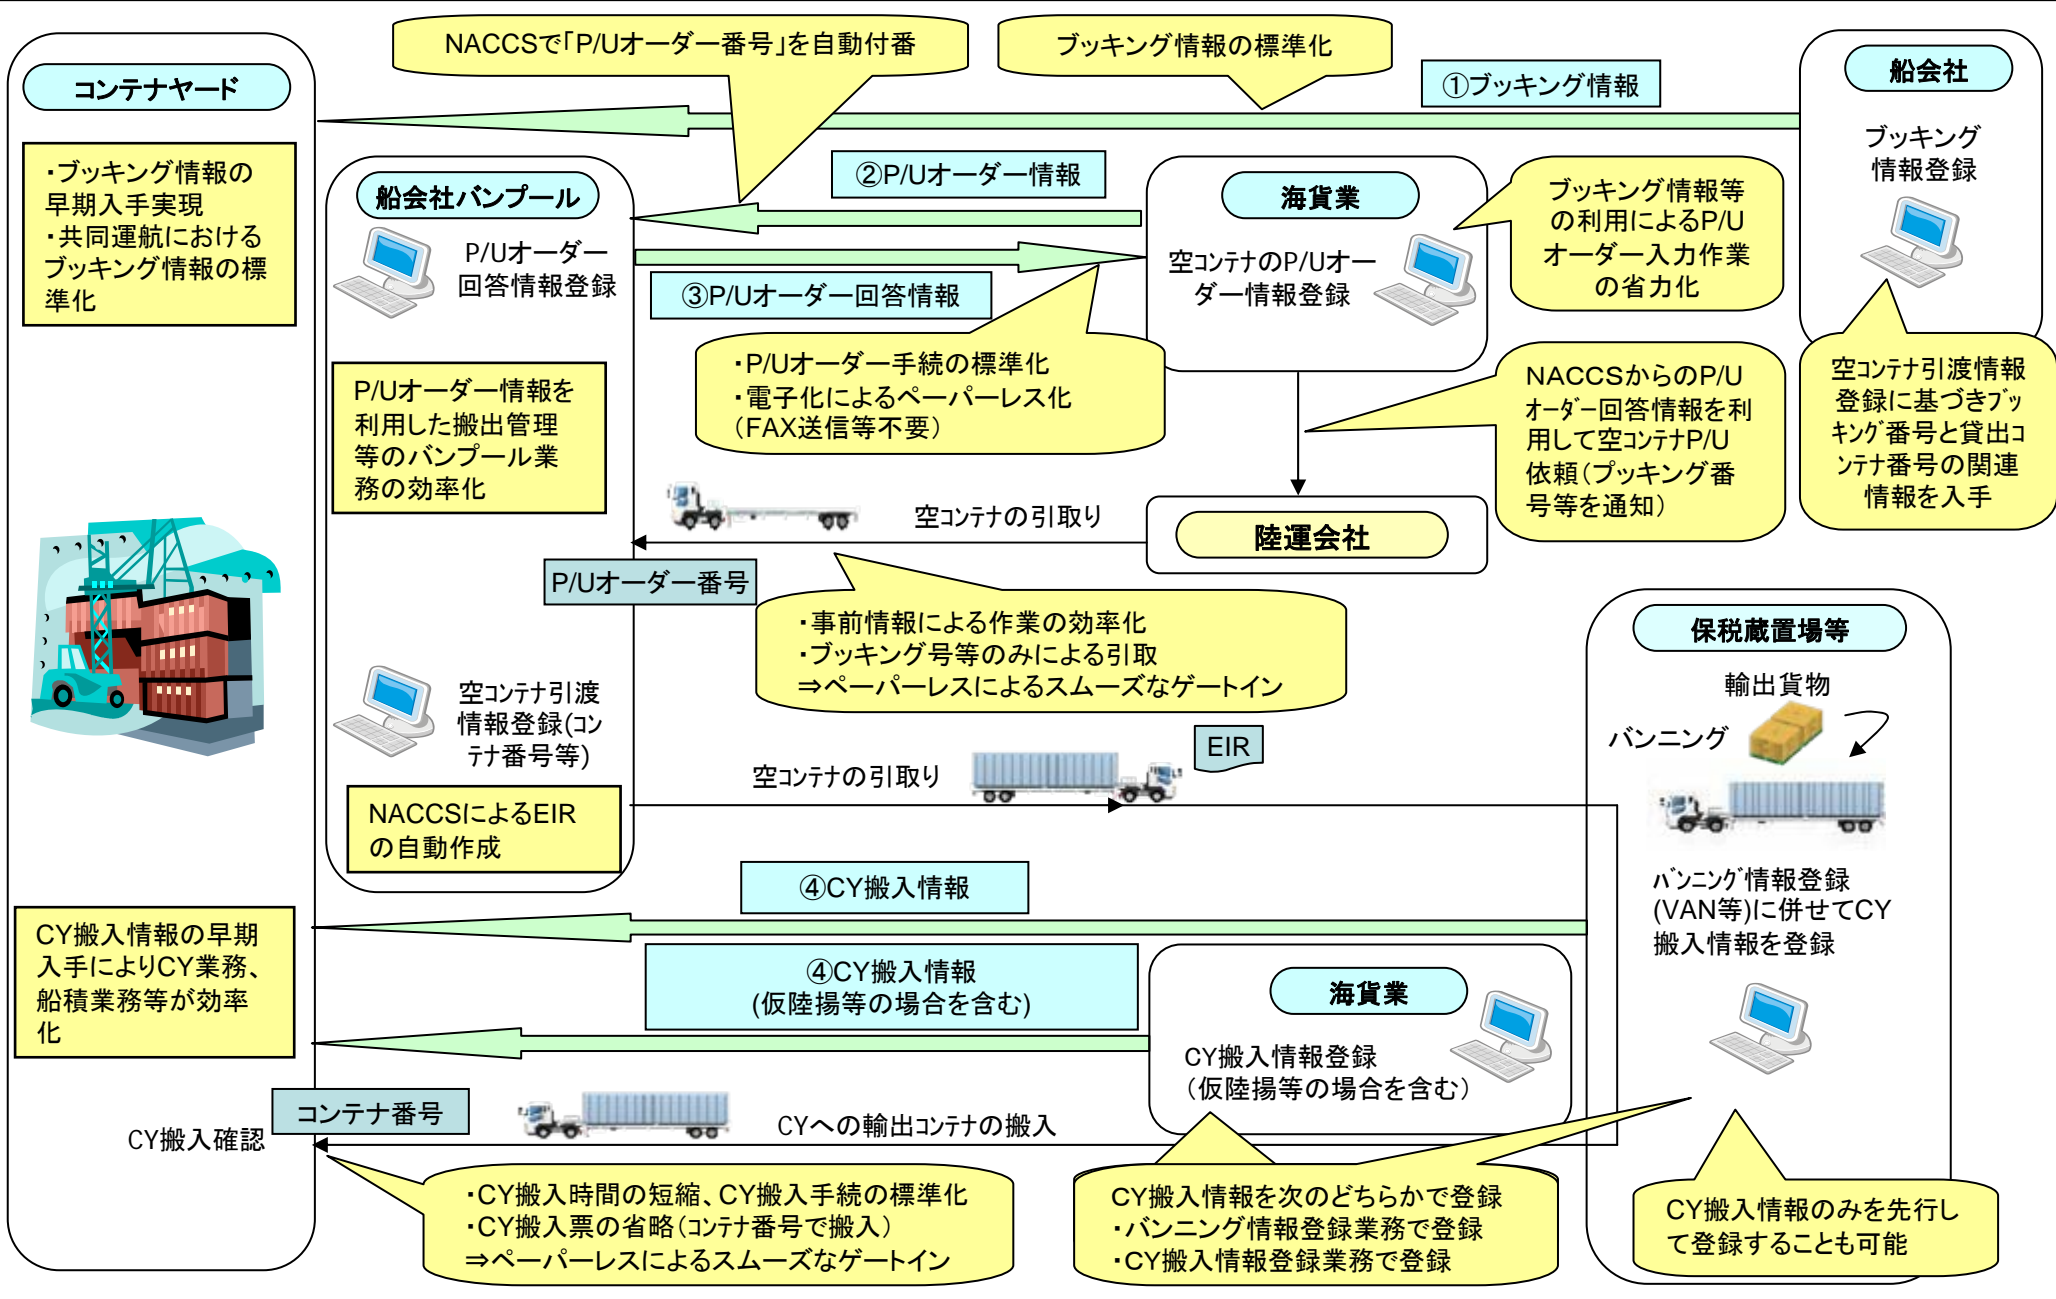 NACCSで「P/Uオーダー番号」を自動付番
ブッキング情報の標準化
コンテナヤード
①ブッキング情報
船会社
ブッキング
情報登録
・ブッキング情報の
早期入手実現
・共同運航における
ブッキング情報の標
準化
船会社バンプール
P/Uオーダー
回答情報登録
②P/Uオーダー情報
③P/Uオーダー回答情報
海貨業
空コンテナのP/Uオー
ダー情報登録
ブッキング情報等
の利用によるP/U
オーダー入力作業
の省力化
P/Uオーダー情報を
利用した搬出管理
等のバンプール業
務の効率化
・P/Uオーダー手続の標準化
・電子化によるペーパーレス化
(FAX送信等不要)
NACCSからのP/U
オーダー回答情報を利
用して空コンテナP/U
依頼(プッキング番
号等を通知)
空コンテナ引渡情報
登録に基づきブッ
キング番号と貸出コ
ンテナ番号の関連
情報を入手
空コンテナの引取り
陸運会社
P/Uオーダー番号
・事前情報による作業の効率化
・ブッキング号等のみによる引取
⇒ペーパーレスによるスムーズなゲートイン
保税蔵置場等
輸出貨物
バンニング
空コンテナ引渡
情報登録(コン
テナ番号等)
NACCSによるEIR
の自動作成
空コンテナの引取り
EIR
バンニング情報登録
(VAN等)に併せてCY
搬入情報を登録
④CY搬入情報
CY搬入情報の早期
入手によりCY業務、
船積業務等が効率
化
④CY搬入情報
(仮陸揚等の場合を含む)
海貨業
CY搬入情報登録
(仮陸揚等の場合を含む)
コンテナ番号
CY搬入確認
CYへの輸出コンテナの搬入
・CY搬入時間の短縮、CY搬入手続の標準化
・CY搬入票の省略(コンテナ番号で搬入)
⇒ペーパーレスによるスムーズなゲートイン
CY搬入情報を次のどちらかで登録
・バンニング情報登録業務で登録
・CY搬入情報登録業務で登録
CY搬入情報のみを先行し
て登録することも可能